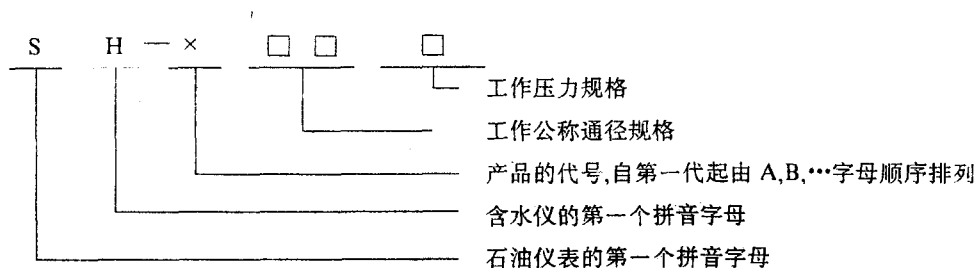 S H — × □ □ □
工作压力规格
工作公称通径规格
产品的代号,自第一代起由 A,B,…字母顺序排列
含水仪的第一个拼音字母
石油仪表的第一个拼音字母